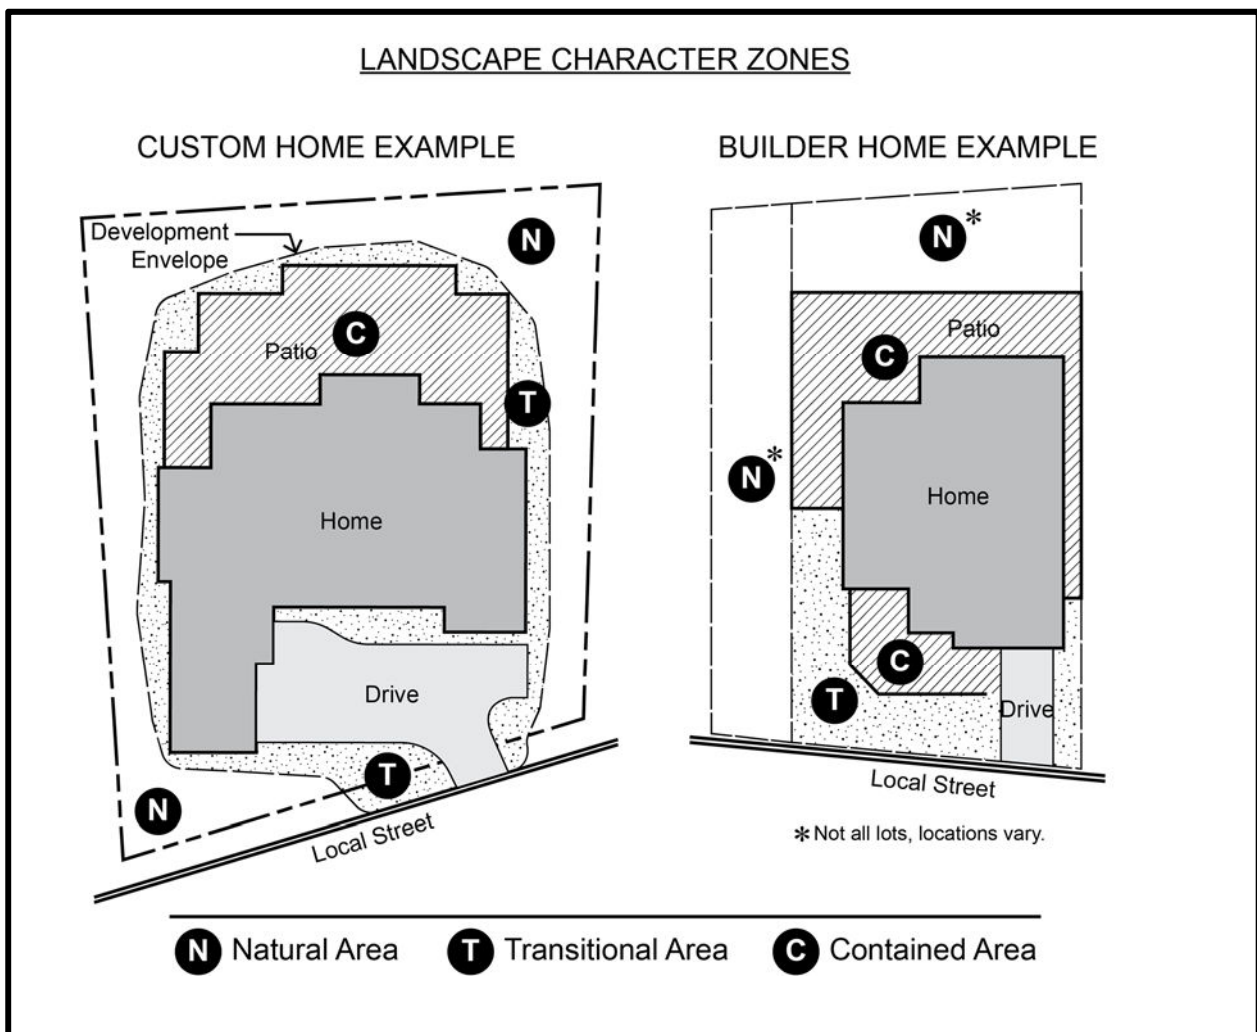 LANDSCAPE CHARACTER ZONES
CUSTOM HOME EXAMPLE
Development
Envelope
N
C
Patio
T
Home
Drive
T
N
Local Street
BUILDER HOME EXAMPLE
N*
Patio
C
N*
Home
C
T
Drive
Local Street
* Not all lots, locations vary.
N Natural Area T Transitional Area C Contained Area